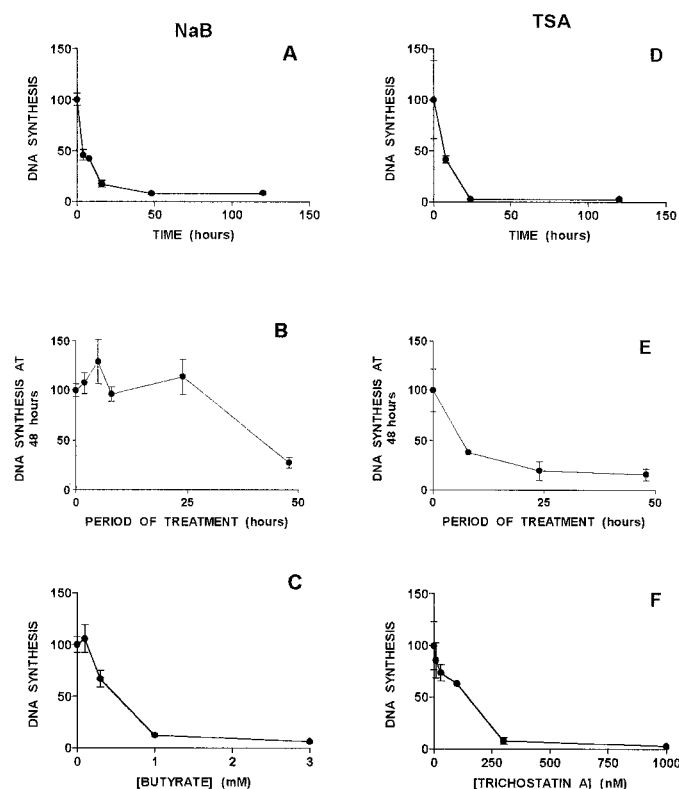 NaB
TSA
A
150
100
50
0
DNA SYNTHESIS
0 50 100 150
TIME (hours)
D
150
100
50
0
DNA SYNTHESIS
0 50 100 150
TIME (hours)
B
150
100
50
0
DNA SYNTHESIS AT
48 hours
0 25 50
PERIOD OF TREATMENT (hours)
E
150
100
50
0
DNA SYNTHESIS AT
48 hours
0 25 50
PERIOD OF TREATMENT (hours)
C
150
100
50
0
DNA SYNTHESIS
0 1 2 3
[BUTYRATE] (mM)
F
150
100
50
0
DNA SYNTHESIS
0 250 500 750 1000
[TRICHOSTATIN A] (nM)